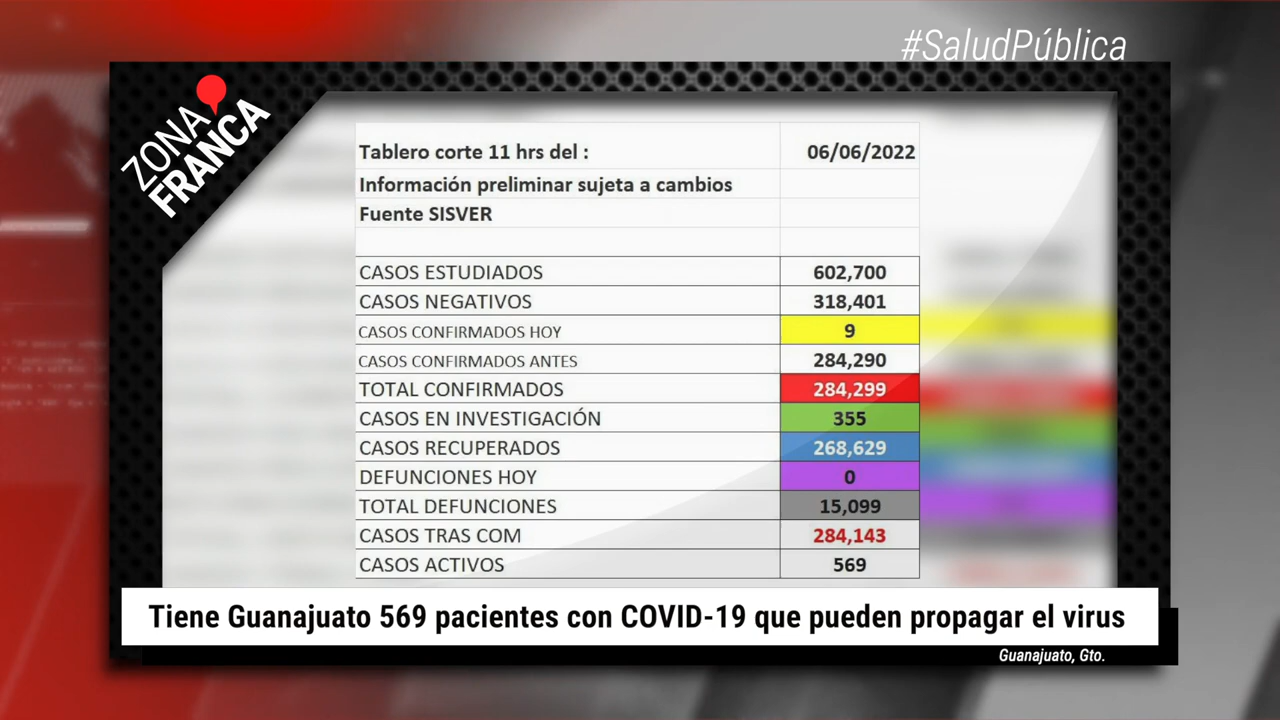 #SaludPública
ZONA
FRANCA
Tablero corte 11 hrs del : 06/06/2022
Información preliminar sujeta a cambios
Fuente SISVER
CASOS ESTUDIADOS 602,700
CASOS NEGATIVOS 318,401
CASOS CONFIRMADOS HOY 9
CASOS CONFIRMADOS ANTES 284,290
TOTAL CONFIRMADOS 284,299
CASOS EN INVESTIGACIÓN 355
CASOS RECUPERADOS 268,629
DEFUNCIONES HOY 0
TOTAL DEFUNCIONES 15,099
CASOS TRAS COM 284,143
CASOS ACTIVOS 569
Tiene Guanajuato 569 pacientes con COVID-19 que pueden propagar el virus
Guanajuato, Gto.